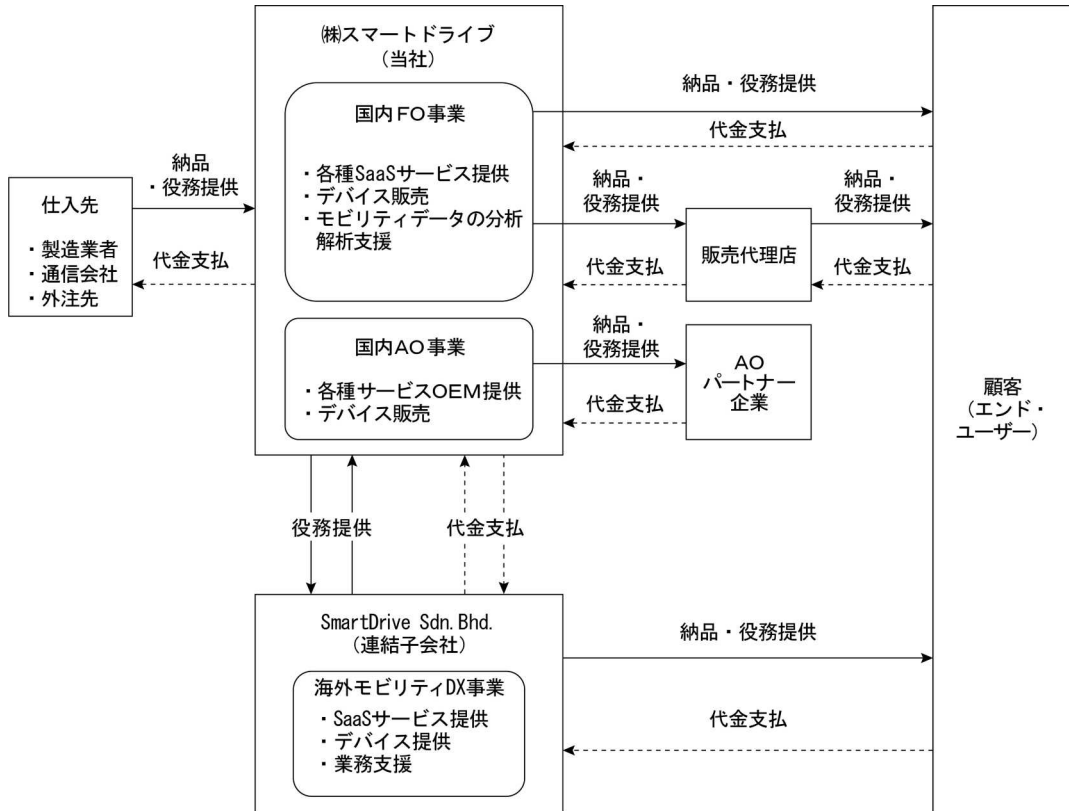 ㈱スマートドライブ
（当社）
国内FO事業
・各種SaaSサービス提供
・デバイス販売
・モビリティデータの分析
解析支援
納品
・役務提供
代金支払
仕入先
・製造業者
・通信会社
・外注先
納品・役務提供
代金支払
納品・
役務提供
代金支払
販売代理店
納品・
役務提供
代金支払
国内AO事業
・各種サービスOEM提供
・デバイス販売
納品・
役務提供
代金支払
AO
パートナー
企業
顧客
（エンド・
ユーザー）
役務提供
代金支払
SmartDrive Sdn.Bhd.
（連結子会社）
海外モビリティDX事業
・SaaSサービス提供
・デバイス提供
・業務支援
納品・役務提供
代金支払